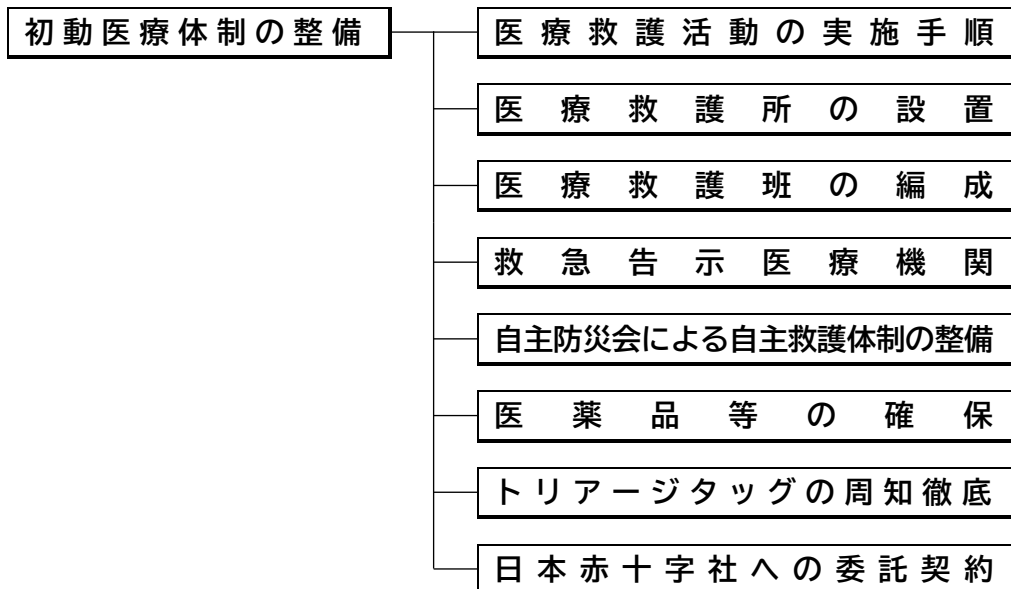 初動医療体制の整備
医療救護活動の実施手順
医療救護所の設置
医療救護班の編成
救急告示医療機関
自主防災会による自主救護体制の整備
医薬品等の確保
トリアージタッグの周知徹底
日本赤十字社への委託契約